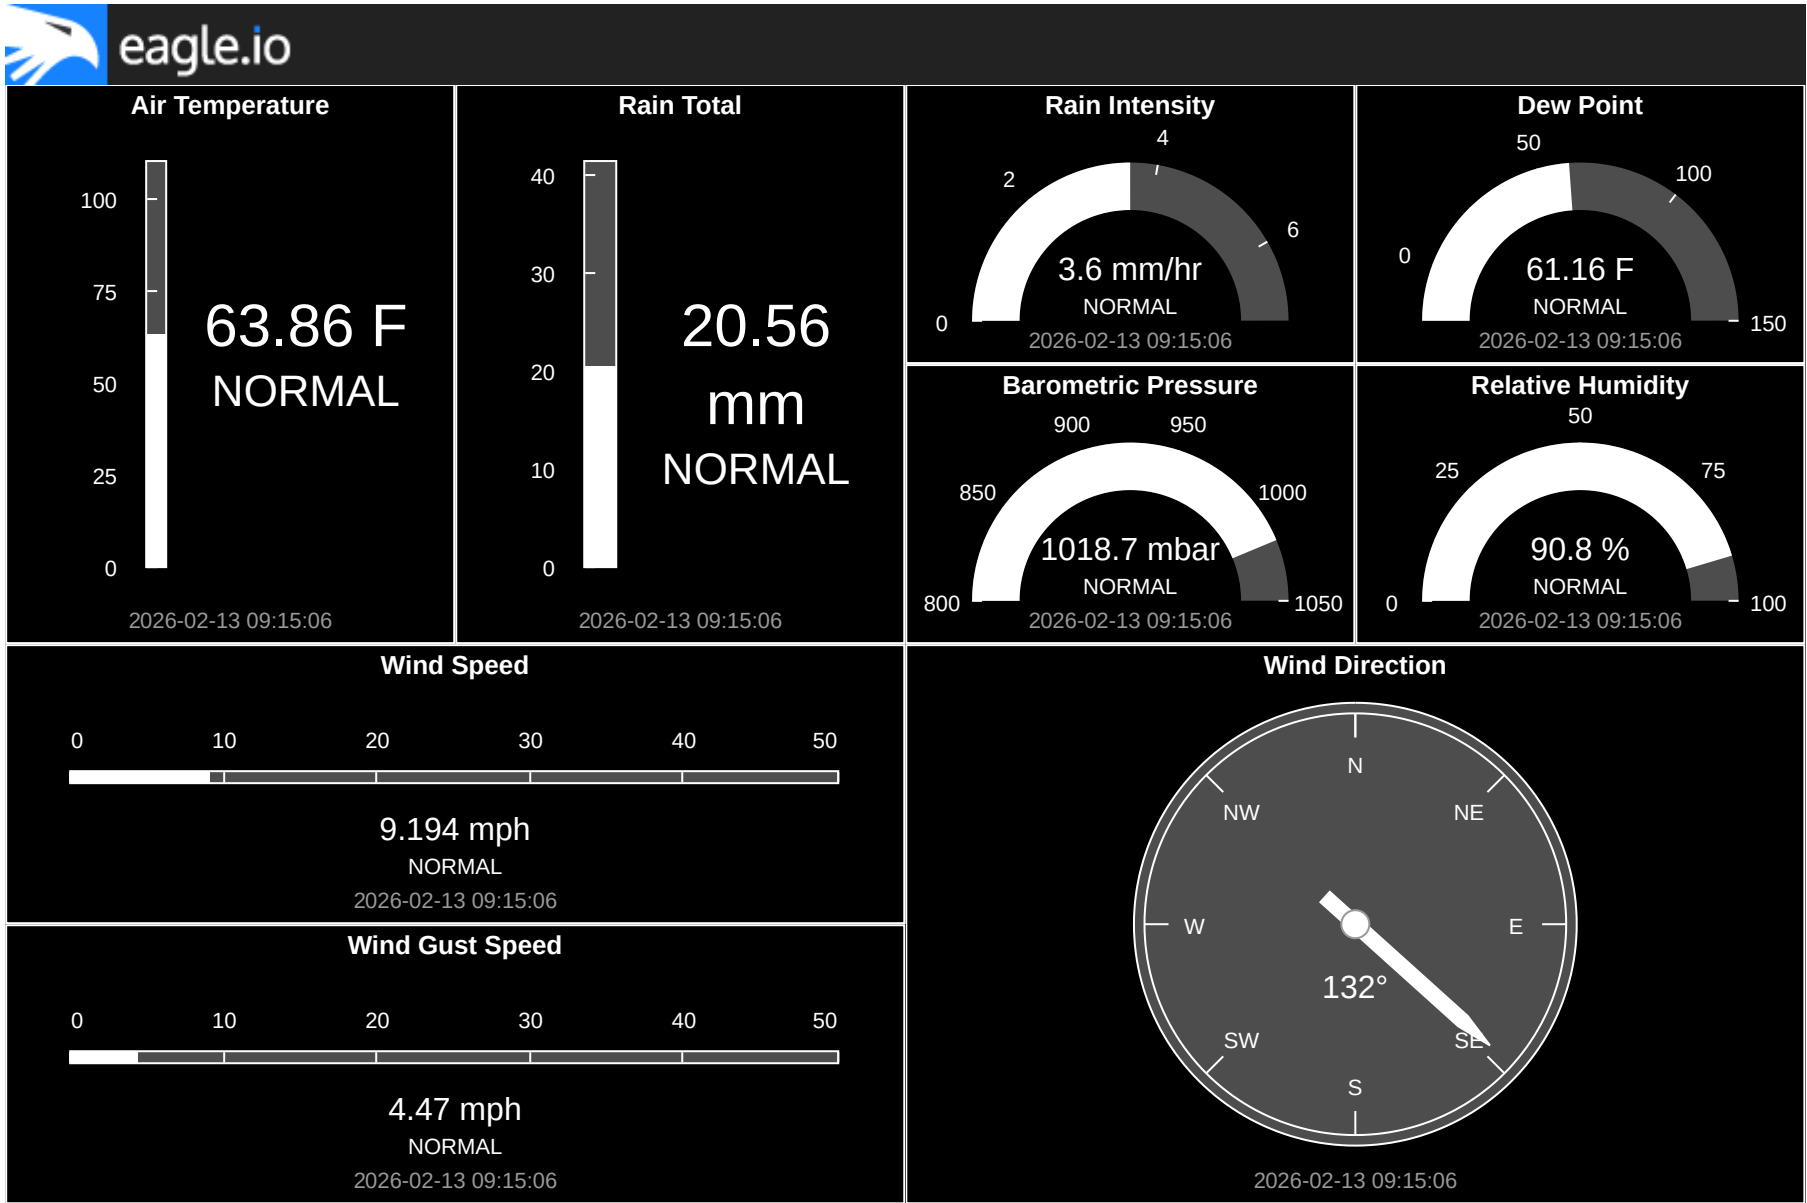 eagle.io
Air Temperature
100
75
50
25
0
63.86 F
NORMAL
2026-02-13 09:15:06
Rain Total
40
30
20
10
0
20.56
mm
NORMAL
2026-02-13 09:15:06
Rain Intensity
0
2
4
6
3.6 mm/hr
NORMAL
2026-02-13 09:15:06
Dew Point
0
50
100
150
61.16 F
NORMAL
2026-02-13 09:15:06
Barometric Pressure
800
850
900
950
1000
1050
1018.7 mbar
NORMAL
2026-02-13 09:15:06
Relative Humidity
0
25
50
75
100
90.8 %
NORMAL
2026-02-13 09:15:06
Wind Speed
0 10 20 30 40 50
9.194 mph
NORMAL
2026-02-13 09:15:06
Wind Gust Speed
0 10 20 30 40 50
4.47 mph
NORMAL
2026-02-13 09:15:06
Wind Direction
N
NW NE
W E
132°
SW SE
S
2026-02-13 09:15:06